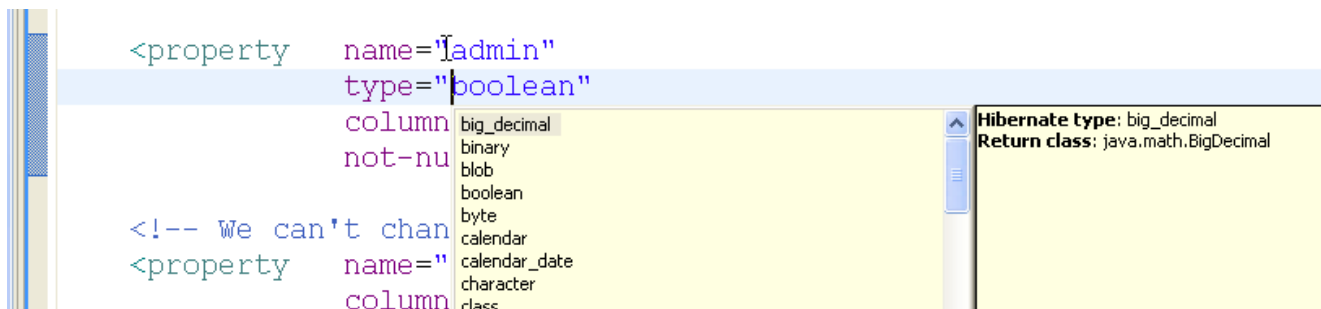 <property name="admin"
type="boolean"
column
not-nu
<!-- We can't chan
<property name="
column
big_decimal
binary
blob
boolean
byte
calendar
calendar_date
character
class
Hibernate type: big_decimal
Return class: java.math.BigDecimal